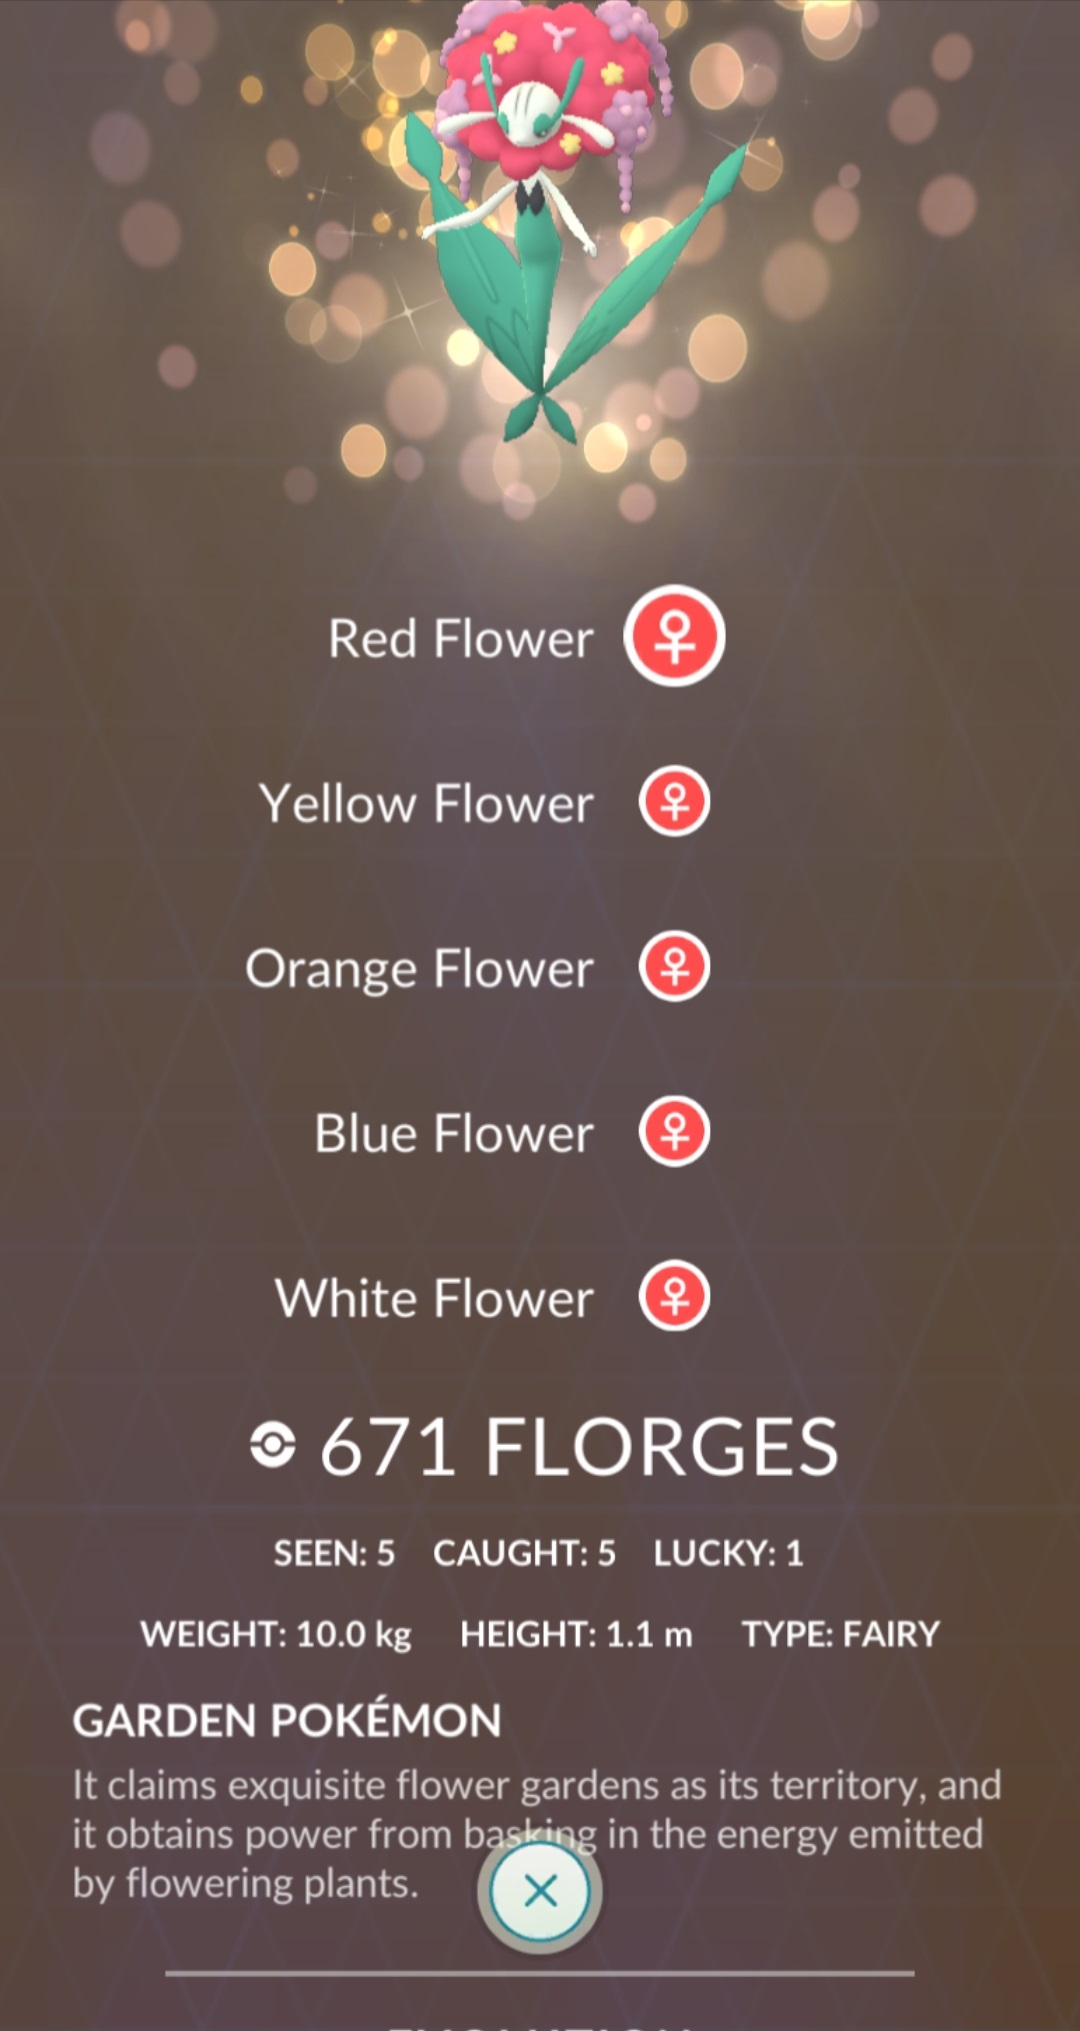 Red Flower
Yellow Flower
Orange Flower
Blue Flower
White Flower
671 FLORGES
SEEN: 5 CAUGHT: 5 LUCKY: 1
WEIGHT: 10.0 kg HEIGHT: 1.1 m TYPE: FAIRY
GARDEN POKÉMON
It claims exquisite flower gardens as its territory, and
it obtains power from basking in the energy emitted
by flowering plants.